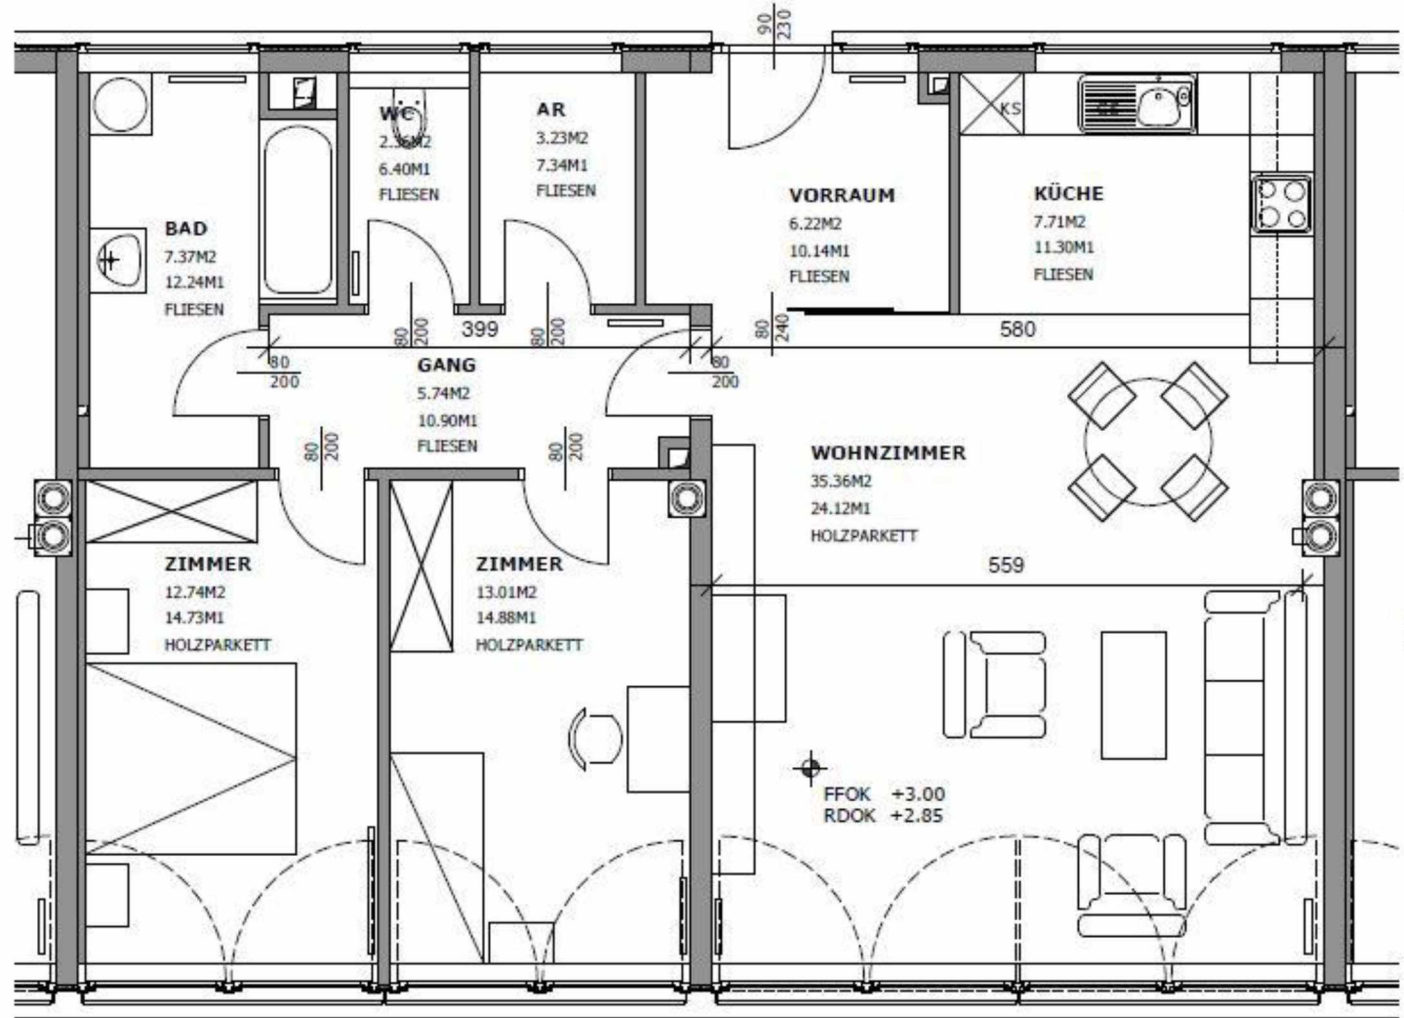 90
230
WC
2.36M2
6.40M1
FLIESEN
AR
3.23M2
7.34M1
FLIESEN
KS
VORRAUM
6.22M2
10.14M1
FLIESEN
KÜCHE
7.71M2
11.30M1
FLIESEN
BAD
7.37M2
12.24M1
FLIESEN
80
200
399
80
200
80
240
580
80
200
GANG
5.74M2
10.90M1
FLIESEN
80
200
80
200
80
200
WOHNZIMMER
35.36M2
24.12M1
HOLZPARKETT
559
ZIMMER
12.74M2
14.73M1
HOLZPARKETT
ZIMMER
13.01M2
14.88M1
HOLZPARKETT
FFOK +3.00
RDOK +2.85